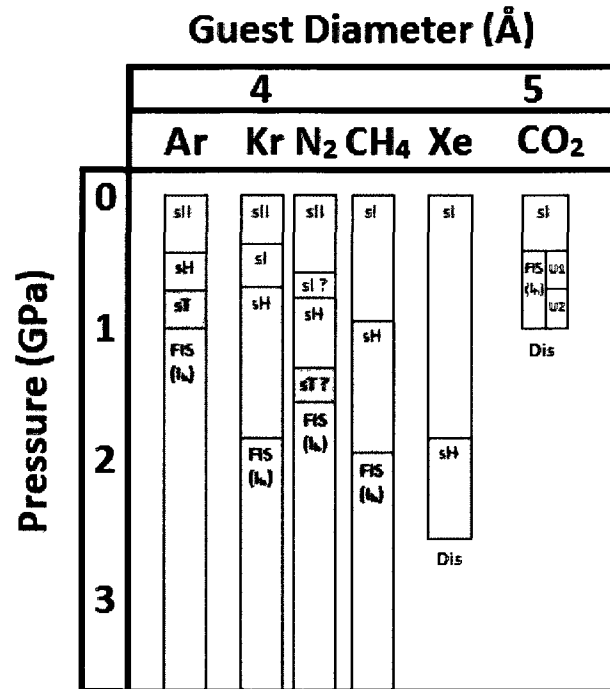 Guest Diameter (Å)
4 5
Ar Kr N₂ CH₄ Xe CO₂
Pressure (GPa)
0
1
2
3
sII
sH
sT
FIS
(Iₕ)
sII
sI
sH
FIS
(Iₕ)
sII
sI ?
sH
sT ?
FIS
(Iₕ)
sI
sH
FIS
(Iₕ)
sI
sH
Dis
sI
FIS
(Iₕ)
U1
U2
Dis